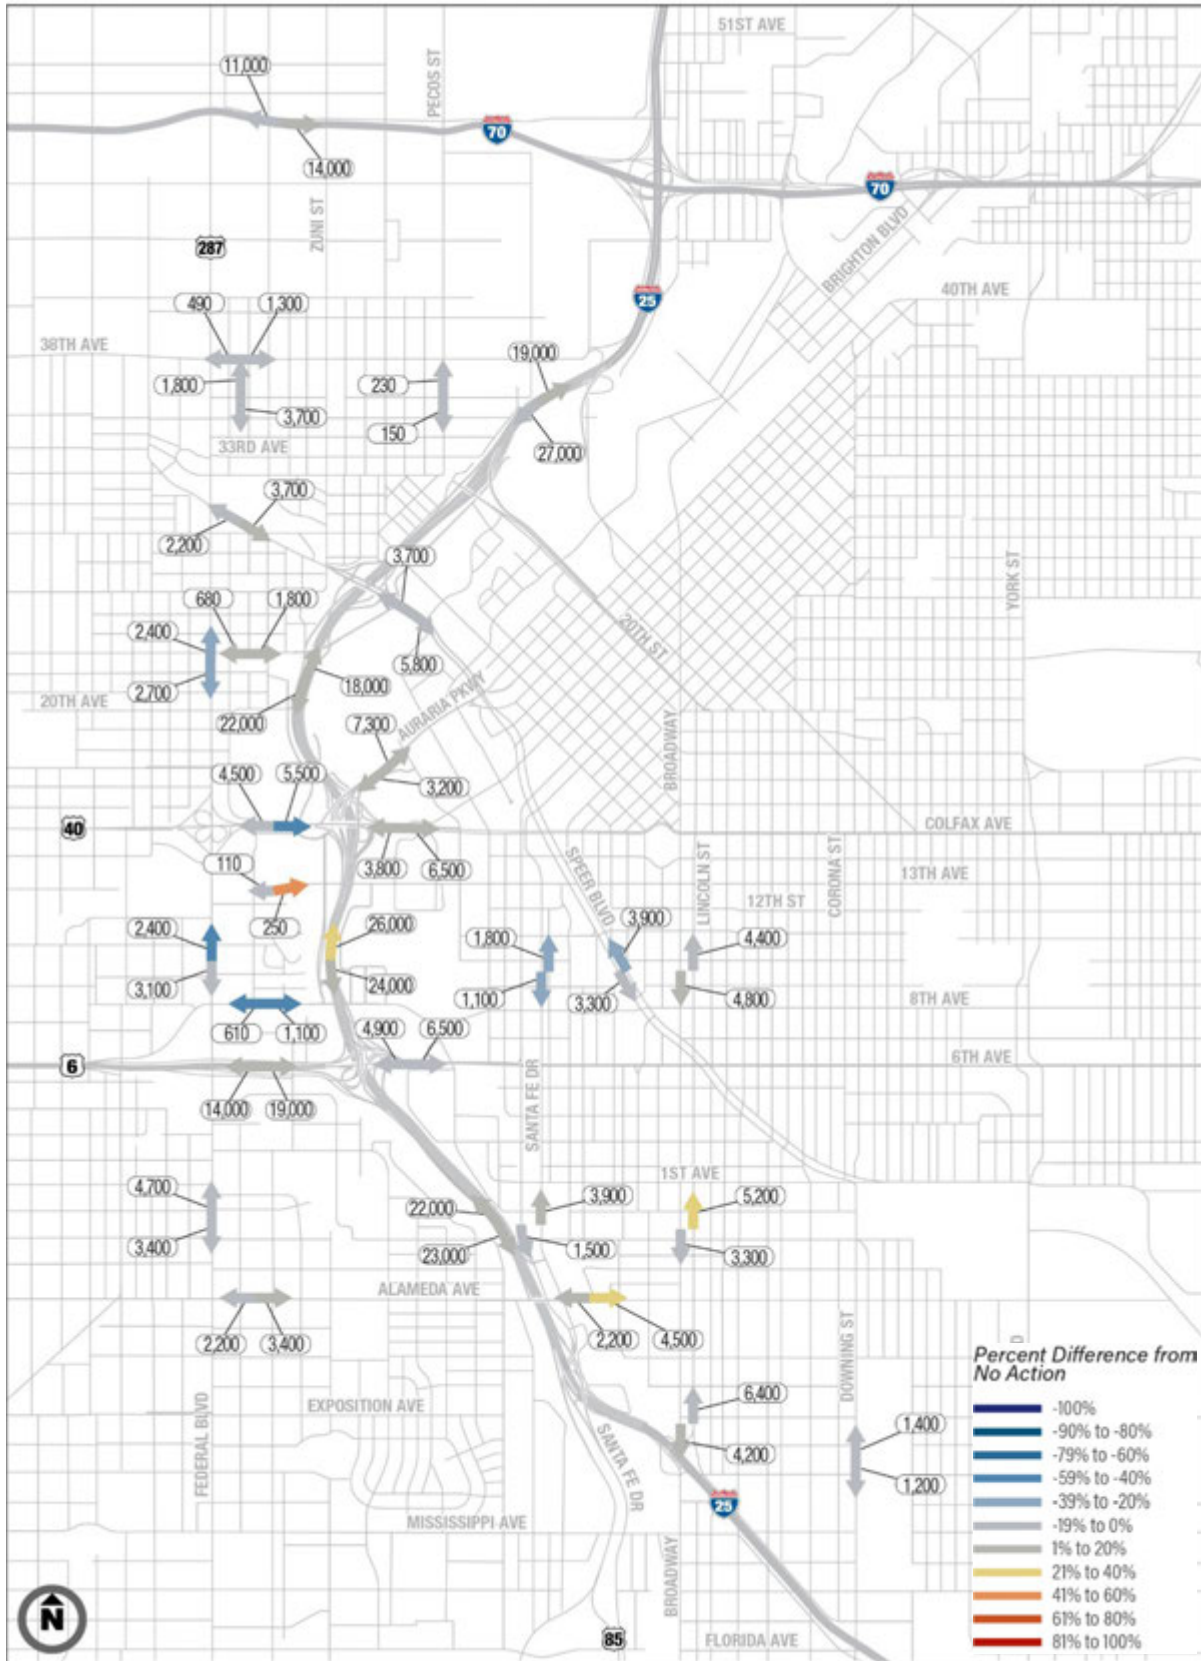 51ST AVE
11,000
PECOS ST
70
14,000
70
ZUNI ST
287
BRIGHTON BLVD
25
40TH AVE
490
1,300
38TH AVE
19,000
1,800
230
3,700
150
33RD AVE
27,000
3,700
2,200
3,700
YORK ST
680
1,800
20TH ST
2,400
5,800
18,000
2,700
20TH AVE
AURARIA PKWY
22,000
7,300
BROADWAY
3,200
4,500
5,500
40
COLFAX AVE
110
3,800
6,500
SPEER BLVD
LINCOLN ST
CORONA ST
13TH AVE
12TH ST
250
2,400
26,000
3,900
1,800
4,400
24,000
3,100
1,100
3,300
4,800
8TH AVE
610
1,100
4,900
6,500
6
6TH AVE
14,000
19,000
SANTA FE DR
1ST AVE
4,700
22,000
3,900
5,200
3,400
23,000
1,500
3,300
ALAMEDA AVE
2,200
3,400
2,200
4,500
DOWNING ST
D
Percent Difference from
No Action
FEDERAL BLVD
EXPOSITION AVE
6,400
SANTA FE DR
4,200
1,400
1,200
25
MISSISSIPPI AVE
BROADWAY
N
85
FLORIDA AVE
-100%
-90% to -80%
-79% to -60%
-59% to -40%
-39% to -20%
-19% to 0%
1% to 20%
21% to 40%
41% to 60%
61% to 80%
81% to 100%